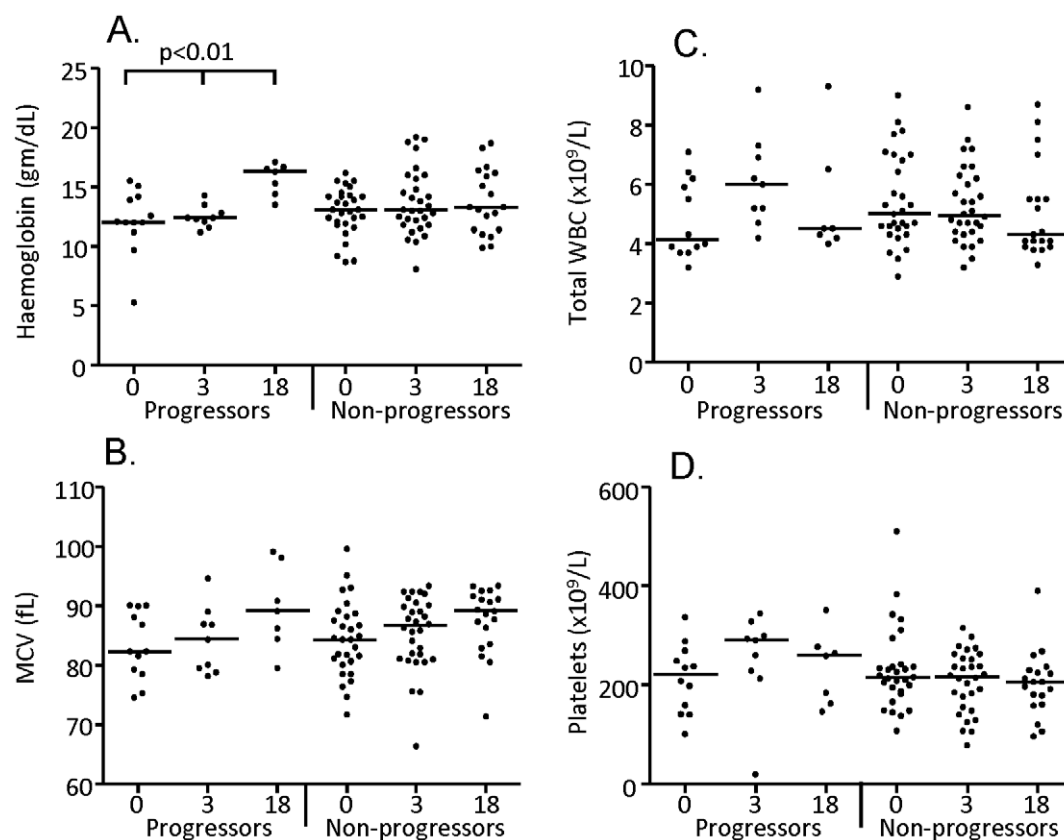 A.
p<0.01
Haemoglobin (gm/dL)
25
20
15
10
5
0
0 3 18 0 3 18
Progressors Non-progressors
C.
Total WBC (x10⁹/L)
10
8
6
4
2
0
0 3 18 0 3 18
Progressors Non-progressors
B.
MCV (fL)
110
100
90
80
70
60
0 3 18 0 3 18
Progressors Non-progressors
D.
Platelets (x10⁹/L)
600
400
200
0
0 3 18 0 3 18
Progressors Non-progressors